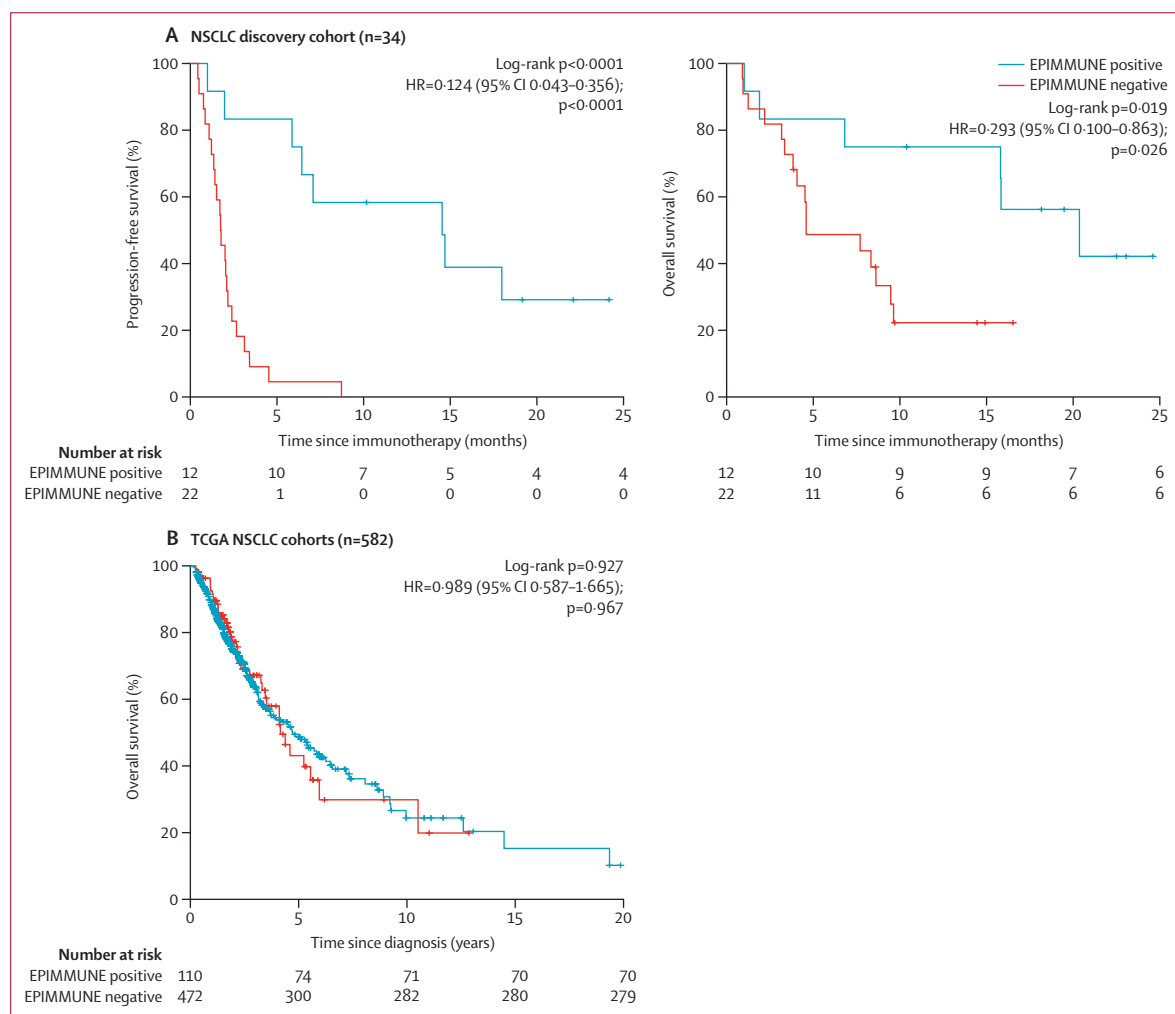 A NSCLC discovery cohort (n=34)
Log-rank p<0·0001
HR=0·124 (95% CI 0·043–0·356);
p<0·0001
100
80
60
40
20
0
Progression-free survival (%)
0 5 10 15 20 25
Time since immunotherapy (months)
EPIMMUNE positive
EPIMMUNE negative
Log-rank p=0·019
HR=0·293 (95% CI 0·100–0·863);
p=0·026
100
80
60
40
20
0
Overall survival (%)
0 5 10 15 20 25
Time since immunotherapy (months)
Number at risk
EPIMMUNE positive 12 10 7 5 4 4
EPIMMUNE negative 22 1 0 0 0 0
12 10 9 9 7 6
22 11 6 6 6 6
B TCGA NSCLC cohorts (n=582)
Log-rank p=0·927
HR=0·989 (95% CI 0·587–1·665);
p=0·967
100
80
60
40
20
0
Overall survival (%)
0 5 10 15 20
Time since diagnosis (years)
Number at risk
EPIMMUNE positive 110 74 71 70 70
EPIMMUNE negative 472 300 282 280 279